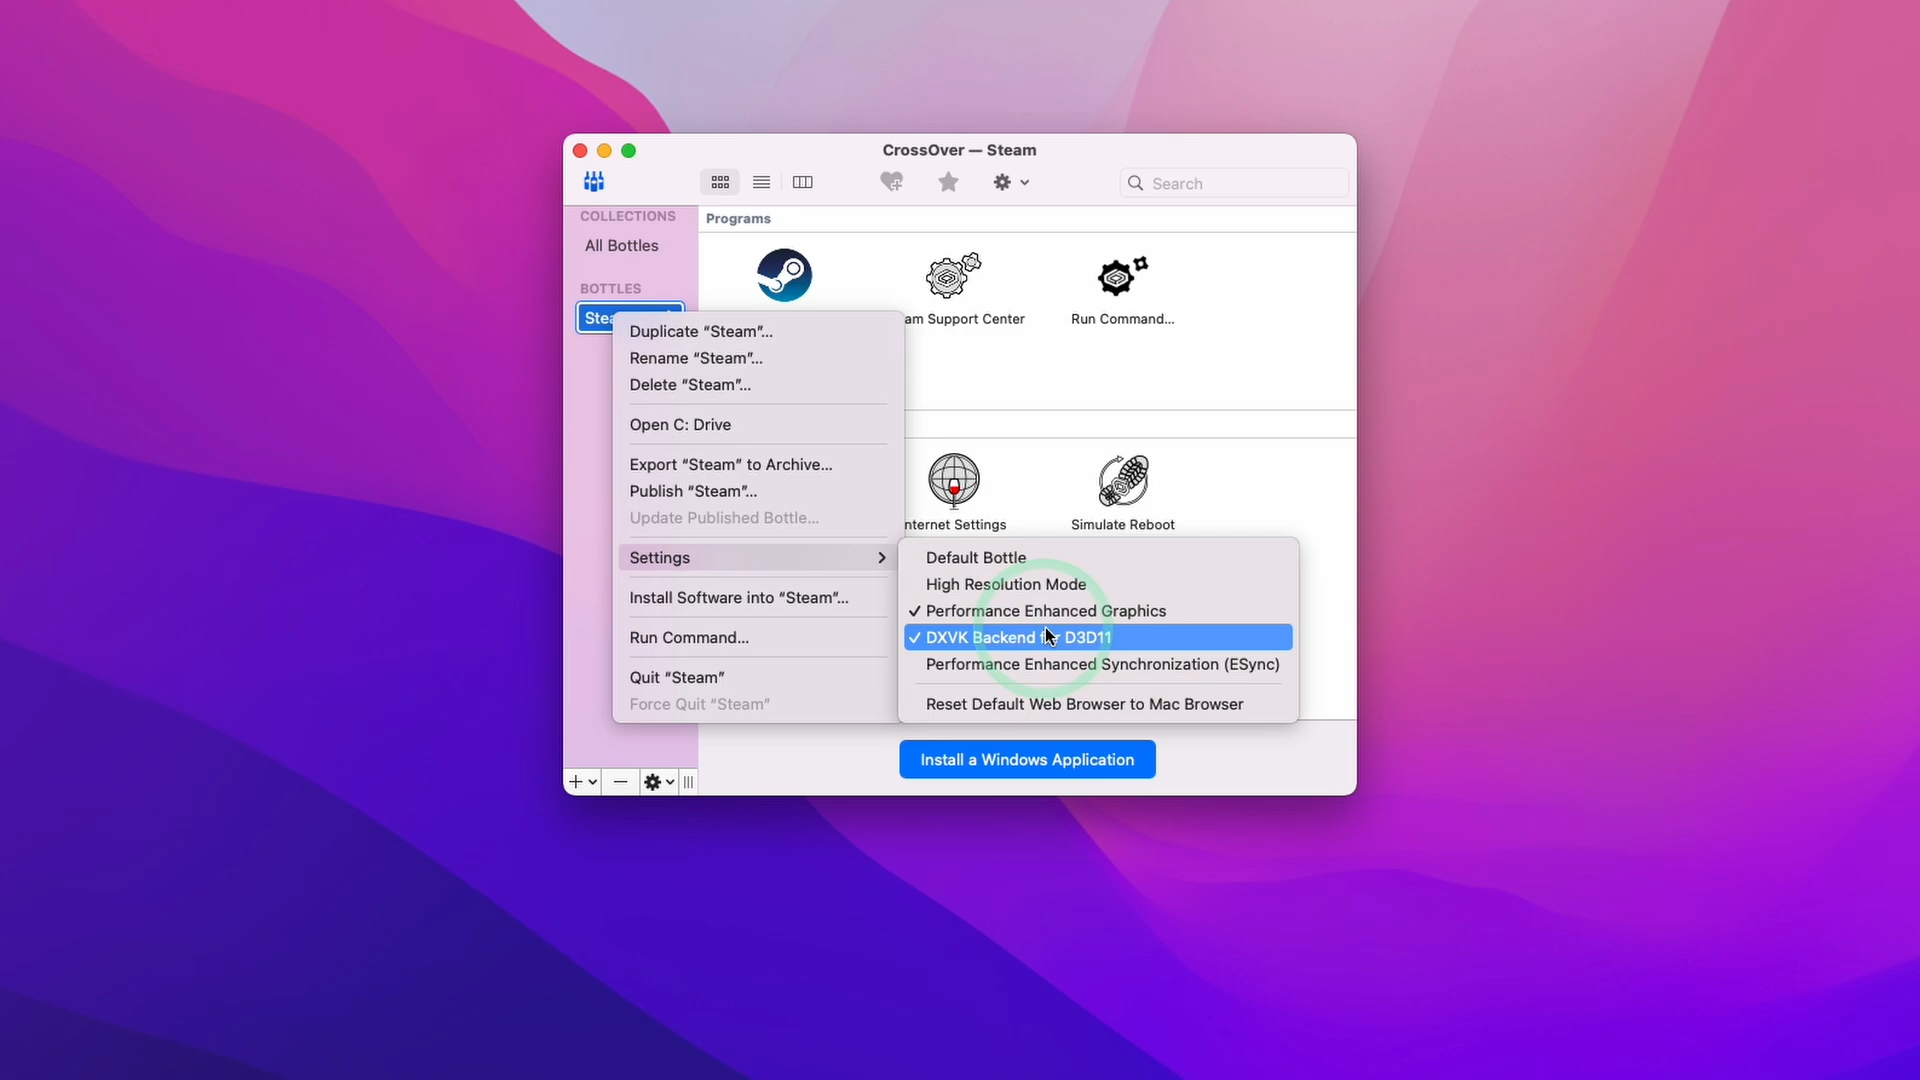 CrossOver — Steam
Search
COLLECTIONS
All Bottles
BOTTLES
Programs
am Support Center
Run Command...
Duplicate “Steam”...
Rename “Steam”...
Delete “Steam”...
Open C: Drive
Export “Steam” to Archive...
Publish “Steam”...
Update Published Bottle...
Settings
Install Software into “Steam”...
Run Command...
Quit “Steam”
Force Quit “Steam”
nternet Settings
Simulate Reboot
Default Bottle
High Resolution Mode
✓ Performance Enhanced Graphics
✓ DXVK Backend for D3D11
Performance Enhanced Synchronization (ESync)
Reset Default Web Browser to Mac Browser
Install a Windows Application